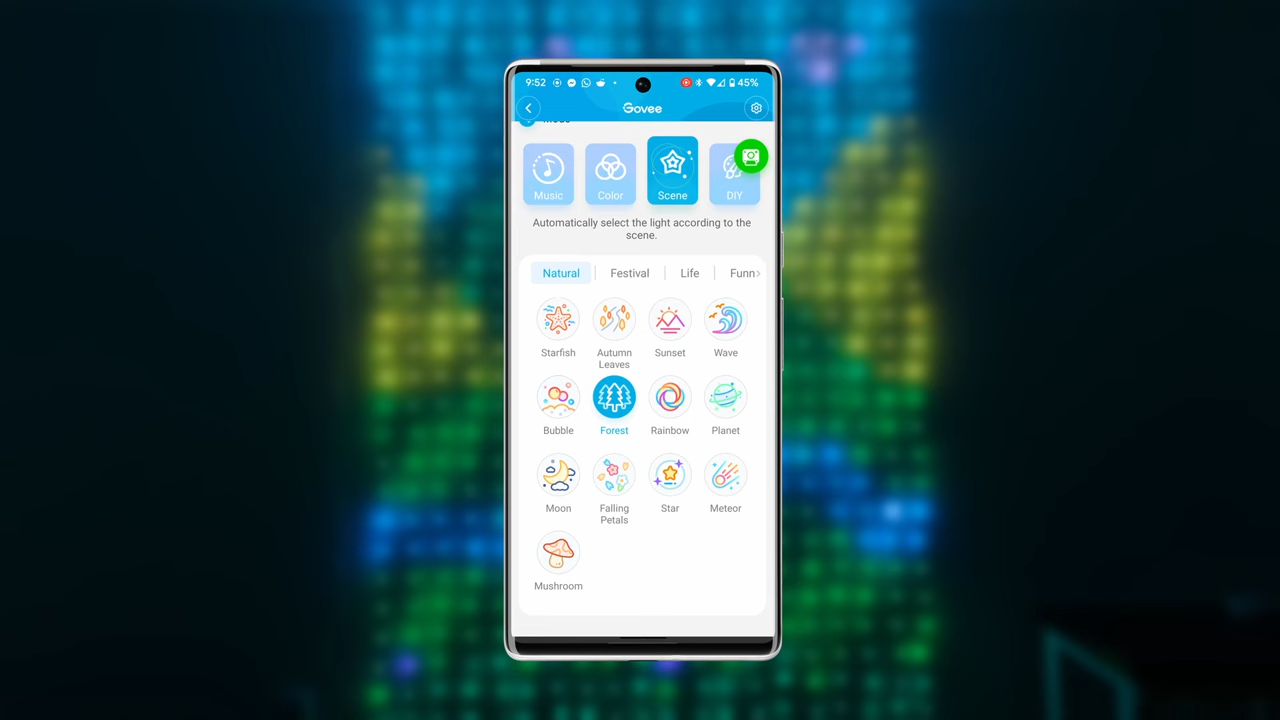 9:52
45%
Govee
Music
Color
Scene
DIY
Automatically select the light according to the
scene.
Natural
Festival
Life
Funn
Starfish
Autumn
Leaves
Sunset
Wave
Bubble
Forest
Rainbow
Planet
Moon
Falling
Petals
Star
Meteor
Mushroom